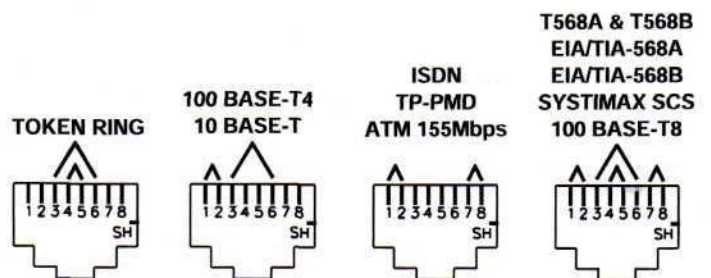 TOKEN RING
12345678
SH
100 BASE-T4
10 BASE-T
12345678
SH
ISDN
TP-PMD
ATM 155Mbps
12345678
SH
T568A & T568B
EIA/TIA-568A
EIA/TIA-568B
SYSTIMAX SCS
100 BASE-T8
12345678
SH